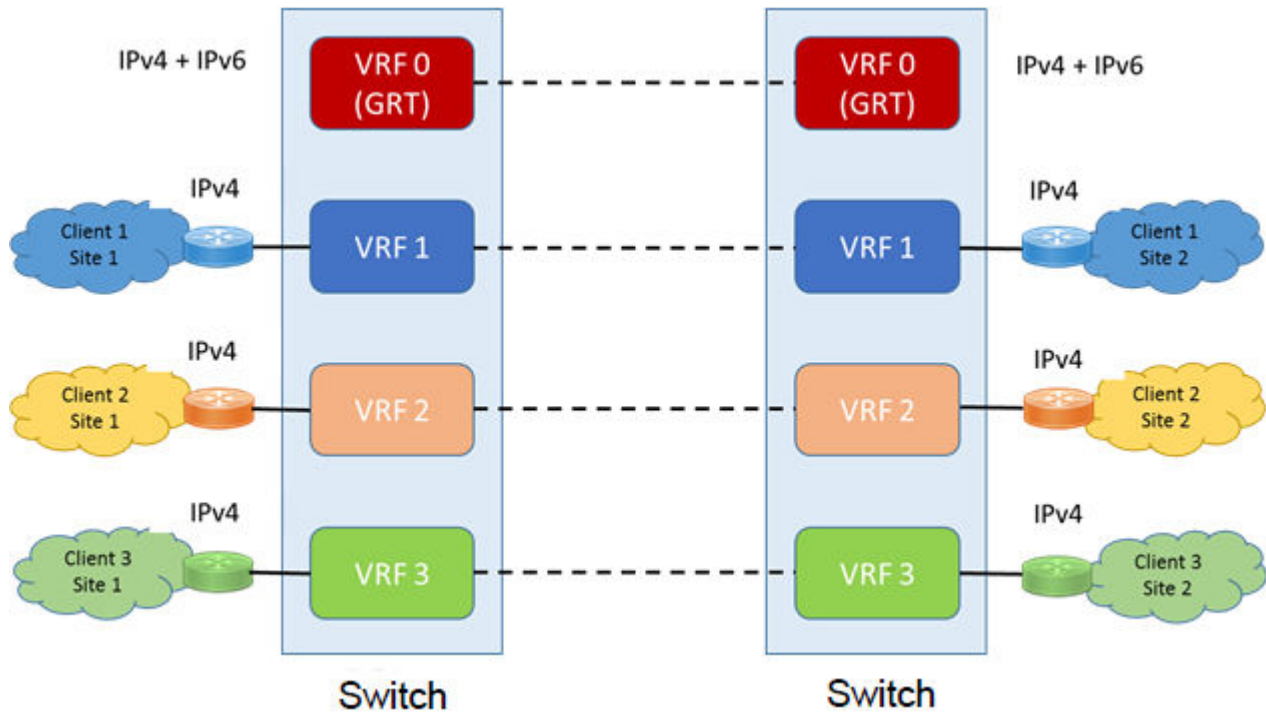 IPv4 + IPv6
VRF 0
(GRT)
VRF 0
(GRT)
IPv4 + IPv6
IPv4
Client 1
Site 1
VRF 1
VRF 1
IPv4
Client 1
Site 2
IPv4
Client 2
Site 1
VRF 2
VRF 2
IPv4
Client 2
Site 2
IPv4
Client 3
Site 1
VRF 3
VRF 3
IPv4
Client 3
Site 2
Switch
Switch